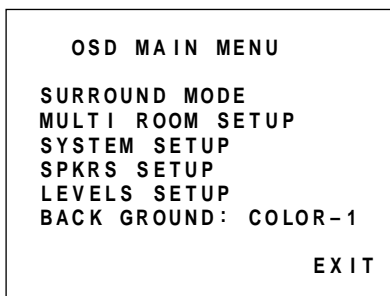 OSD MAIN MENU
SURROUND MODE
MULTI ROOM SETUP
SYSTEM SETUP
SPKRS SETUP
LEVELS SETUP
BACK GROUND: COLOR–1
EXIT